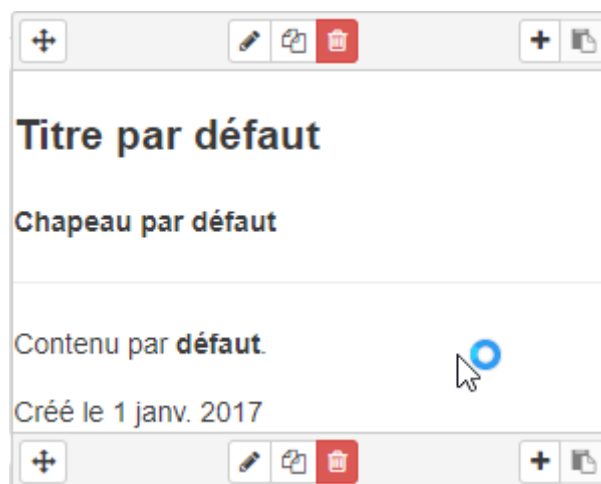 Titre par défaut
Chapeau par défaut
Contenu par défaut.
Créé le 1 janv. 2017